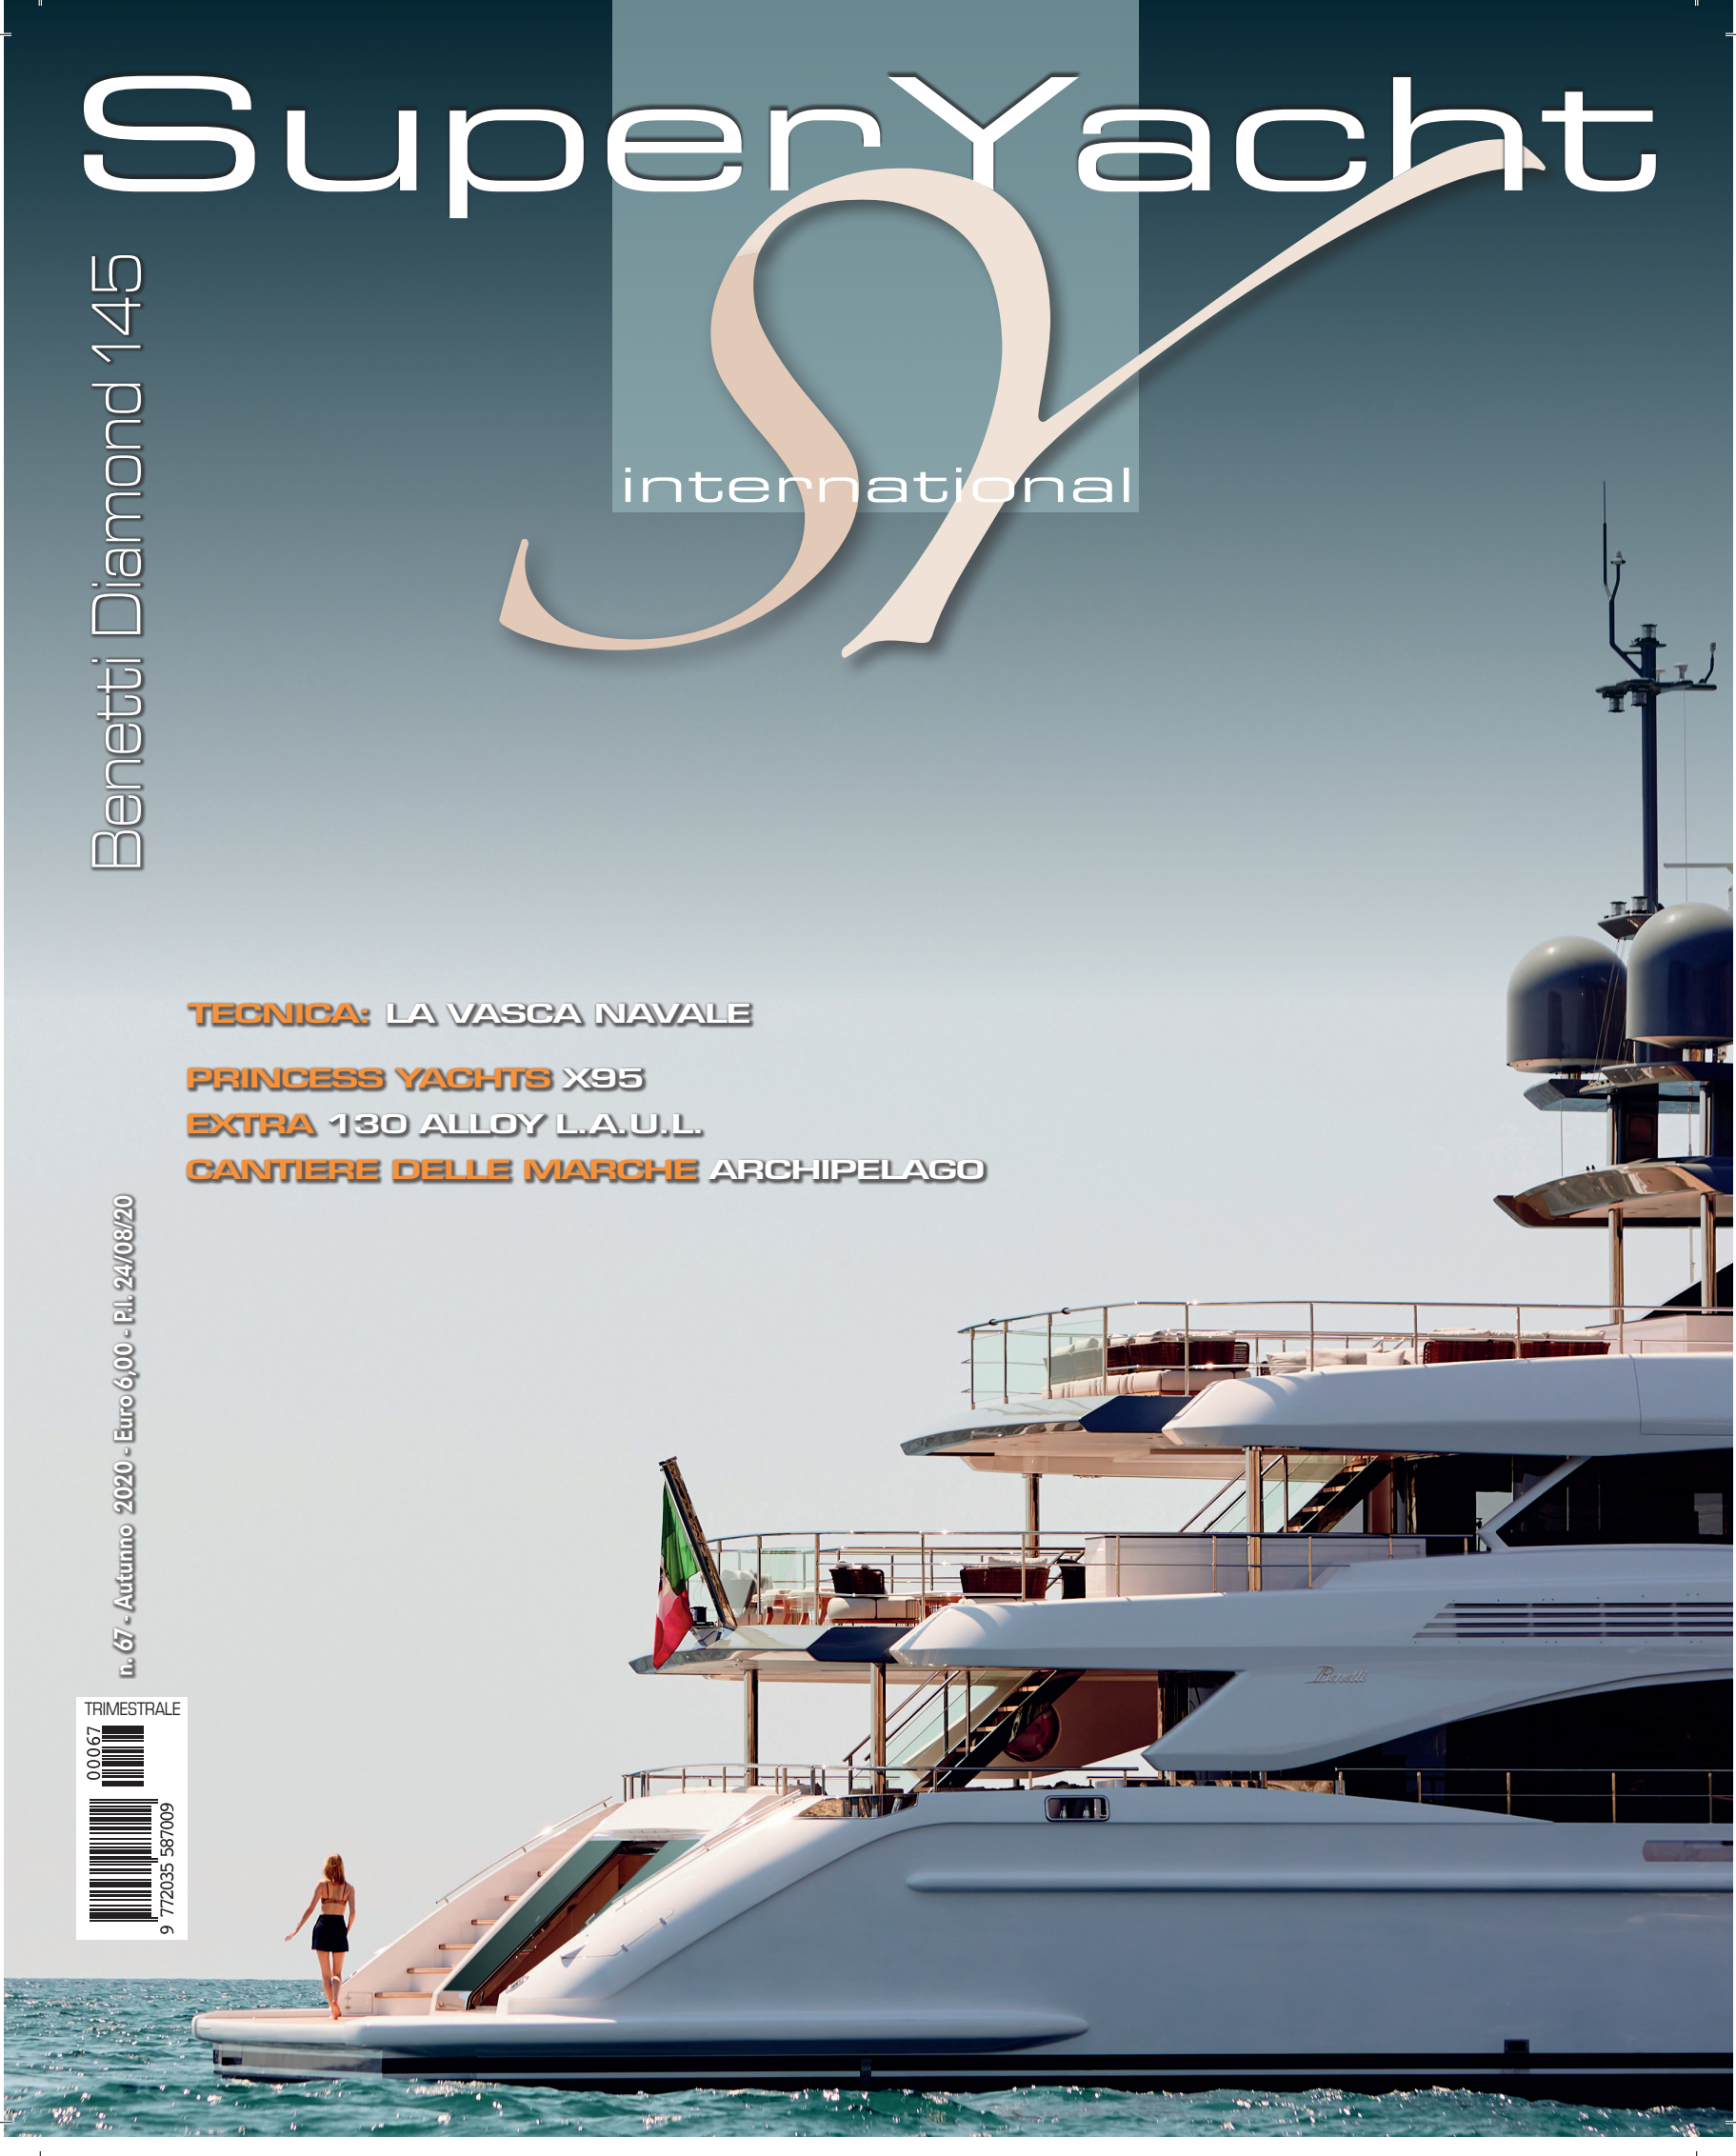 SuperYacht
SY
international
Benetti Diamond 145
TECNICA: LA VASCA NAVALE
PRINCESS YACHTS X95
EXTRA 130 ALLOY L.A.U.L.
CANTIERE DELLE MARCHE ARCHIPELAGO
n. 67 - Autunno 2020 - Euro 6,00 - P.I. 24/08/20
TRIMESTRALE
00067
9 772035 587009
Benetti